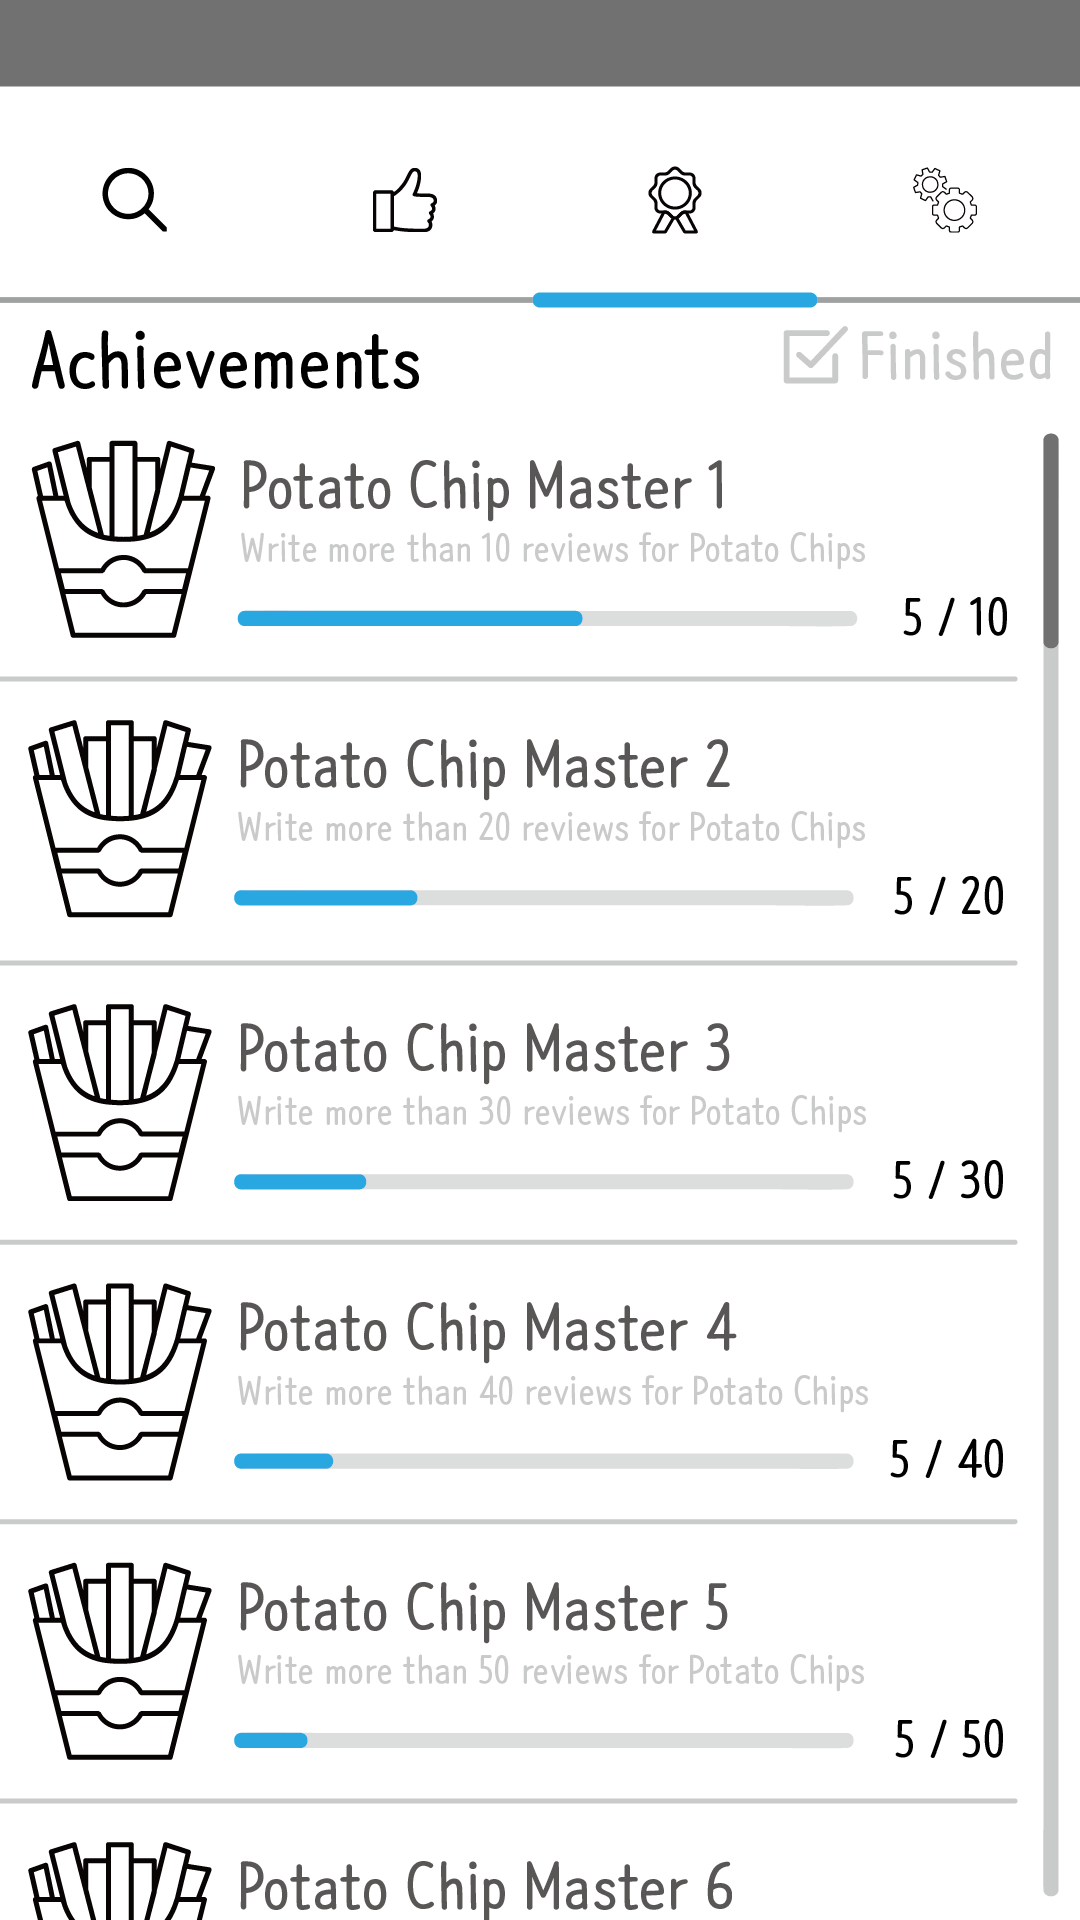 Achievements
Finished
Potato Chip Master 1
Write more than 10 reviews for Potato Chips
5 / 10
Potato Chip Master 2
Write more than 20 reviews for Potato Chips
5 / 20
Potato Chip Master 3
Write more than 30 reviews for Potato Chips
5 / 30
Potato Chip Master 4
Write more than 40 reviews for Potato Chips
5 / 40
Potato Chip Master 5
Write more than 50 reviews for Potato Chips
5 / 50
Potato Chip Master 6